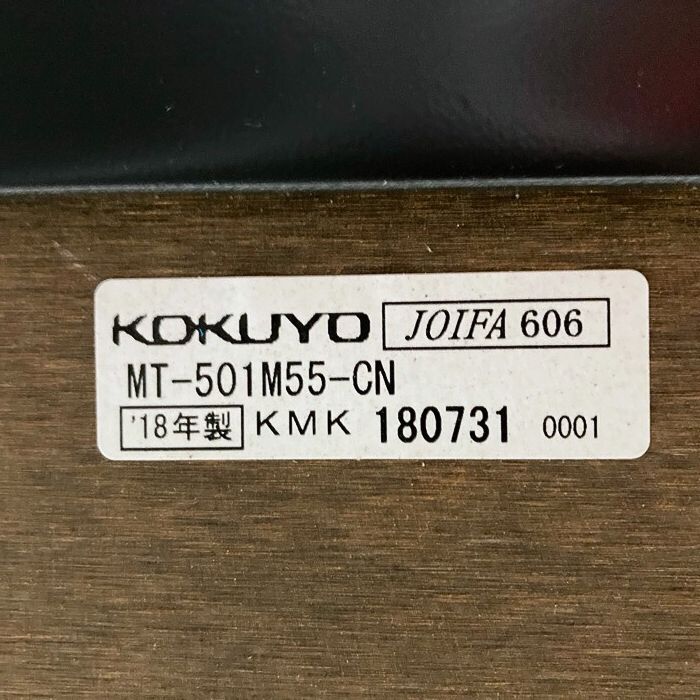 KOKUYO JOIFA 606
MT-501M55-CN
'18年製 KMK 180731 0001